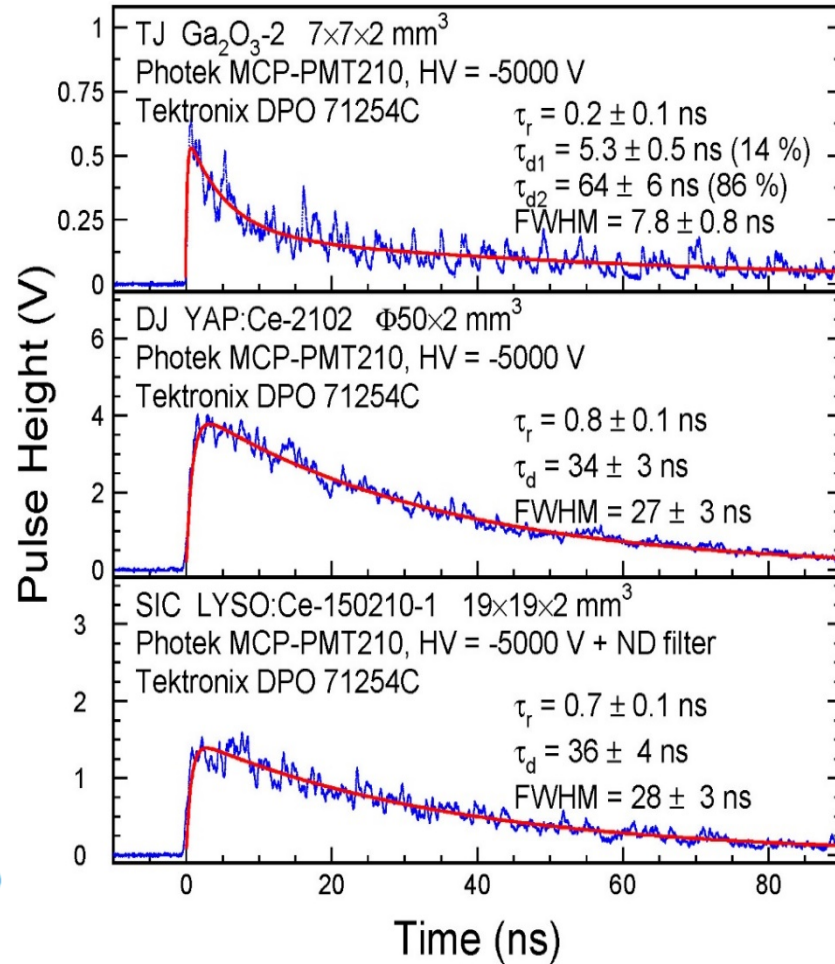 Pulse Height (V)
1
0.75
0.5
0.25
0
TJ Ga₂O₃-2 7×7×2 mm³
Photek MCP-PMT210, HV = -5000 V
Tektronix DPO 71254C
τᵣ = 0.2 ± 0.1 ns
τd1 = 5.3 ± 0.5 ns (14 %)
τd2 = 64 ± 6 ns (86 %)
FWHM = 7.8 ± 0.8 ns
6
4
2
0
DJ YAP:Ce-2102 Φ50×2 mm³
Photek MCP-PMT210, HV = -5000 V
Tektronix DPO 71254C
τᵣ = 0.8 ± 0.1 ns
τd = 34 ± 3 ns
FWHM = 27 ± 3 ns
3
2
1
0
SIC LYSO:Ce-150210-1 19×19×2 mm³
Photek MCP-PMT210, HV = -5000 V + ND filter
Tektronix DPO 71254C
τᵣ = 0.7 ± 0.1 ns
τd = 36 ± 4 ns
FWHM = 28 ± 3 ns
0 20 40 60 80
Time (ns)